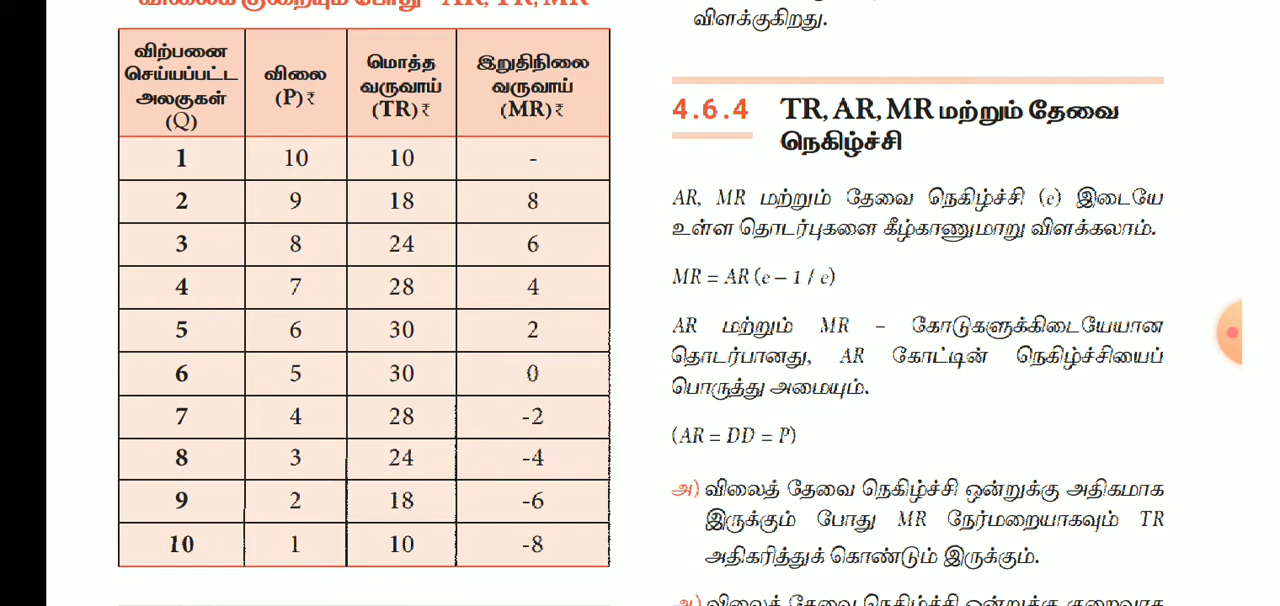 விலைக் குறையும் போது AR, TR, MR
விற்பனை செய்யப்பட்ட அலகுகள் (Q) விலை (P) ₹ மொத்த வருவாய் (TR) ₹ இறுதிநிலை வருவாய் (MR) ₹
1 10 10 -
2 9 18 8
3 8 24 6
4 7 28 4
5 6 30 2
6 5 30 0
7 4 28 -2
8 3 24 -4
9 2 18 -6
10 1 10 -8
விளக்குகிறது.
4.6.4 TR, AR, MR மற்றும் தேவை
நெகிழ்ச்சி
AR, MR மற்றும் தேவை நெகிழ்ச்சி (e) இடையே
உள்ள தொடர்புகளை கீழ்காணுமாறு விளக்கலாம்.
MR = AR (e – 1 / e)
AR மற்றும் MR – கோடுகளுக்கிடையேயான
தொடர்பானது, AR கோட்டின் நெகிழ்ச்சியைப்
பொருத்து அமையும்.
(AR = DD = P)
அ) விலைத் தேவை நெகிழ்ச்சி ஒன்றுக்கு அதிகமாக
இருக்கும் போது MR நேர்மறையாகவும் TR
அதிகரித்துக் கொண்டும் இருக்கும்.
விலைத் தேவை நெகிழ்ச்சி ஒன்றுக்கு குறைவாக